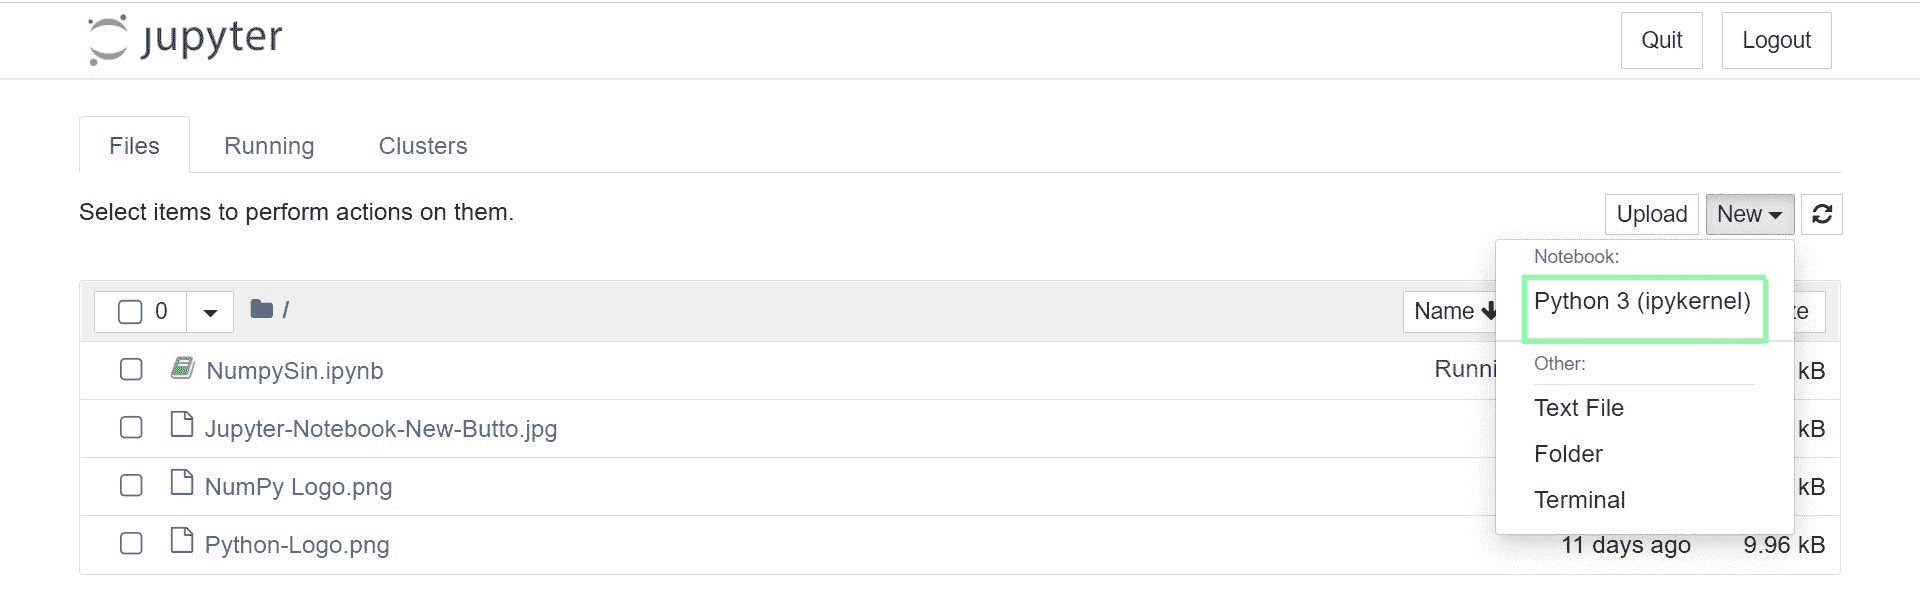 jupyter
Quit Logout
Files Running Clusters
Select items to perform actions on them.
Upload New
Notebook:
Python 3 (ipykernel)
Other:
Text File
Folder
Terminal
0 / Name
NumpySin.ipynb kB
Jupyter-Notebook-New-Butto.jpg kB
NumPy Logo.png kB
Python-Logo.png 11 days ago 9.96 kB